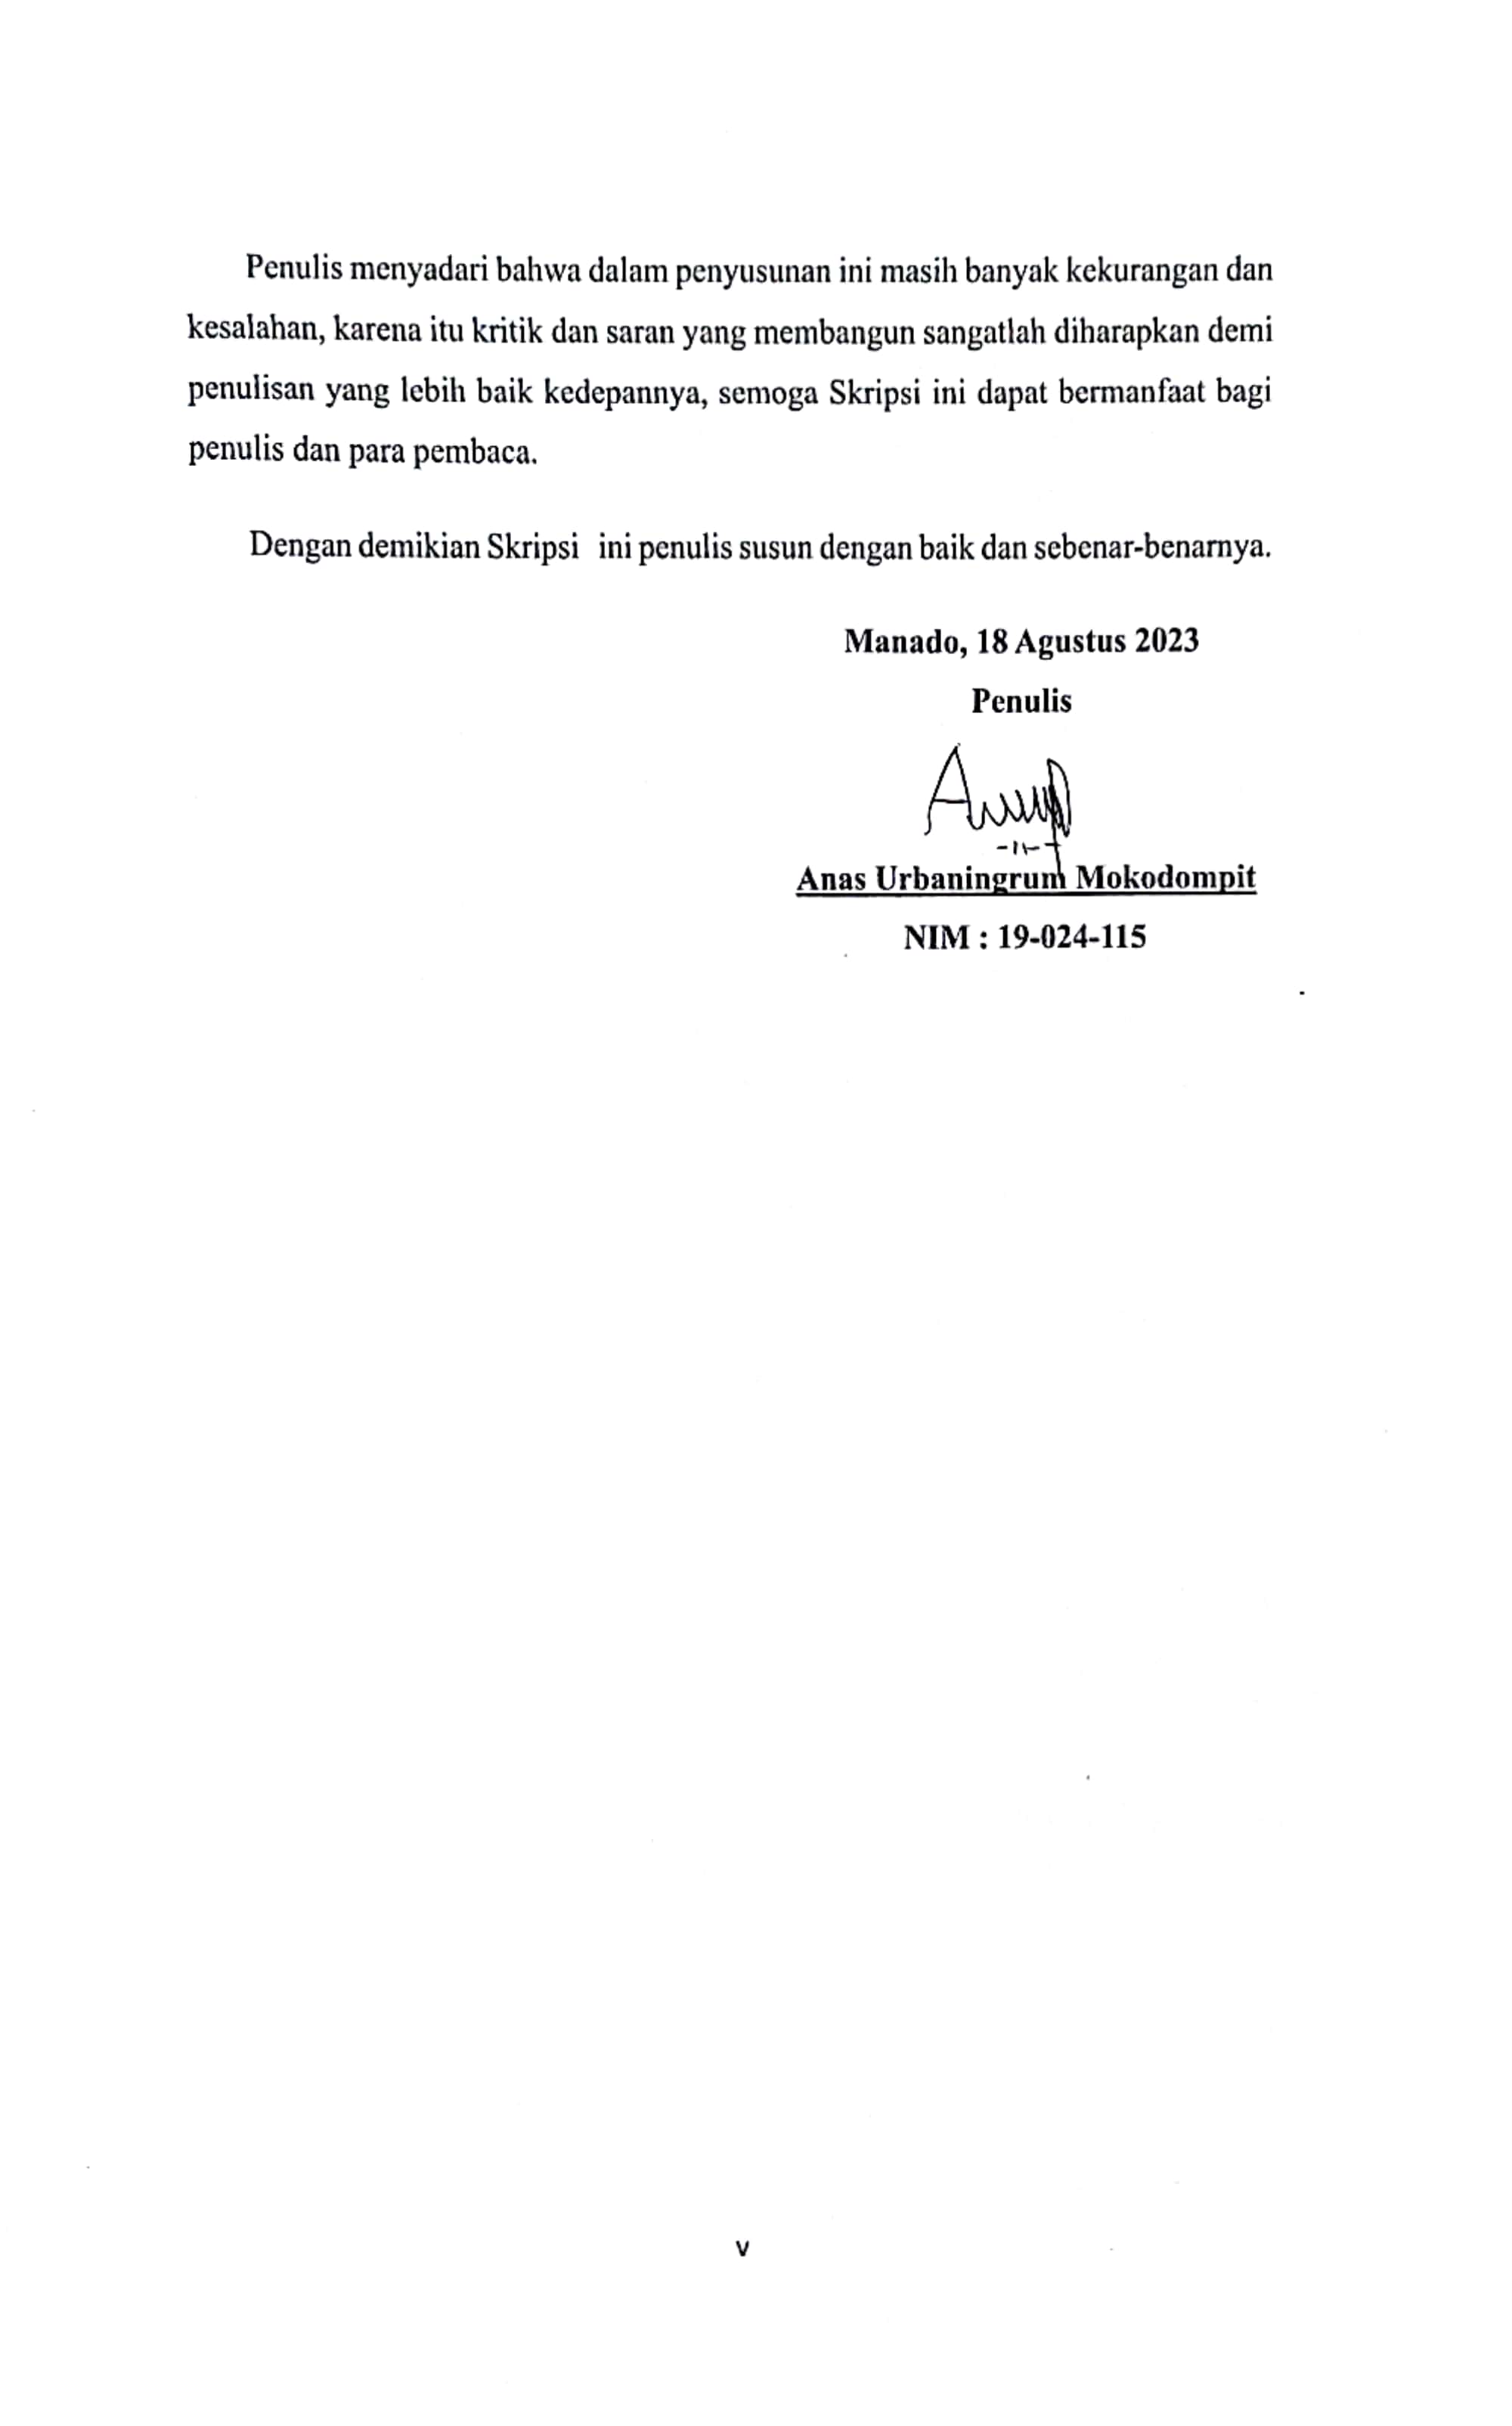 Penulis menyadari bahwa dalam penyusunan ini masih banyak kekurangan dan
kesalahan, karena itu kritik dan saran yang membangun sangatlah diharapkan demi
penulisan yang lebih baik kedepannya, semoga Skripsi ini dapat bermanfaat bagi
penulis dan para pembaca.
Dengan demikian Skripsi ini penulis susun dengan baik dan sebenar-benarnya.
Manado, 18 Agustus 2023
Penulis
Anas Urbaningrum Mokodompit
NIM : 19-024-115
v